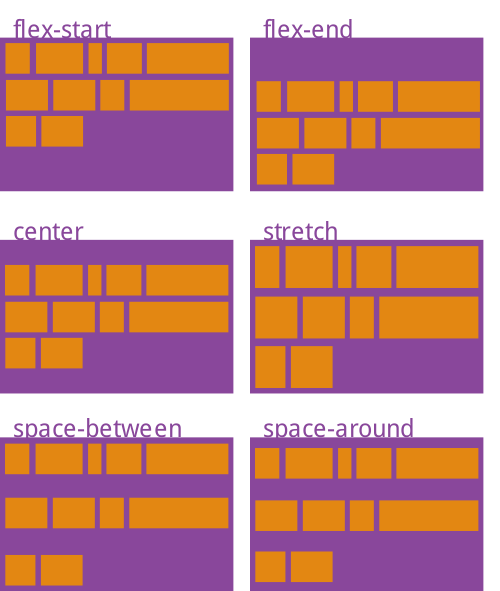 flex-start
flex-end
center
stretch
space-between
space-around